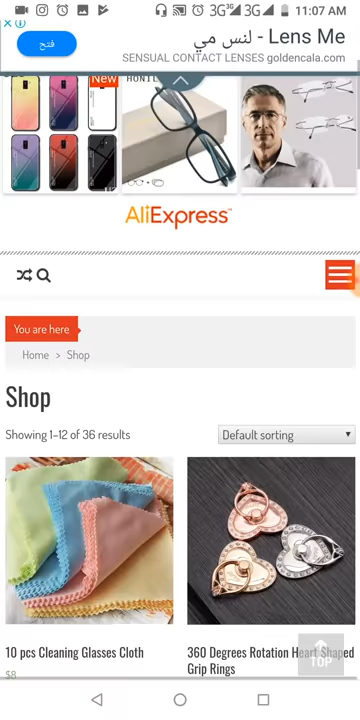 3G 3G 3G 11:07 AM
فتح
Lens Me - لنس مي
SENSUAL CONTACT LENSES goldencala.com
New
AliExpress™
You are here
Home > Shop
Shop
Showing 1–12 of 36 results
Default sorting
10 pcs Cleaning Glasses Cloth
360 Degrees Rotation Heart Shaped
Grip Rings
TOP
$8